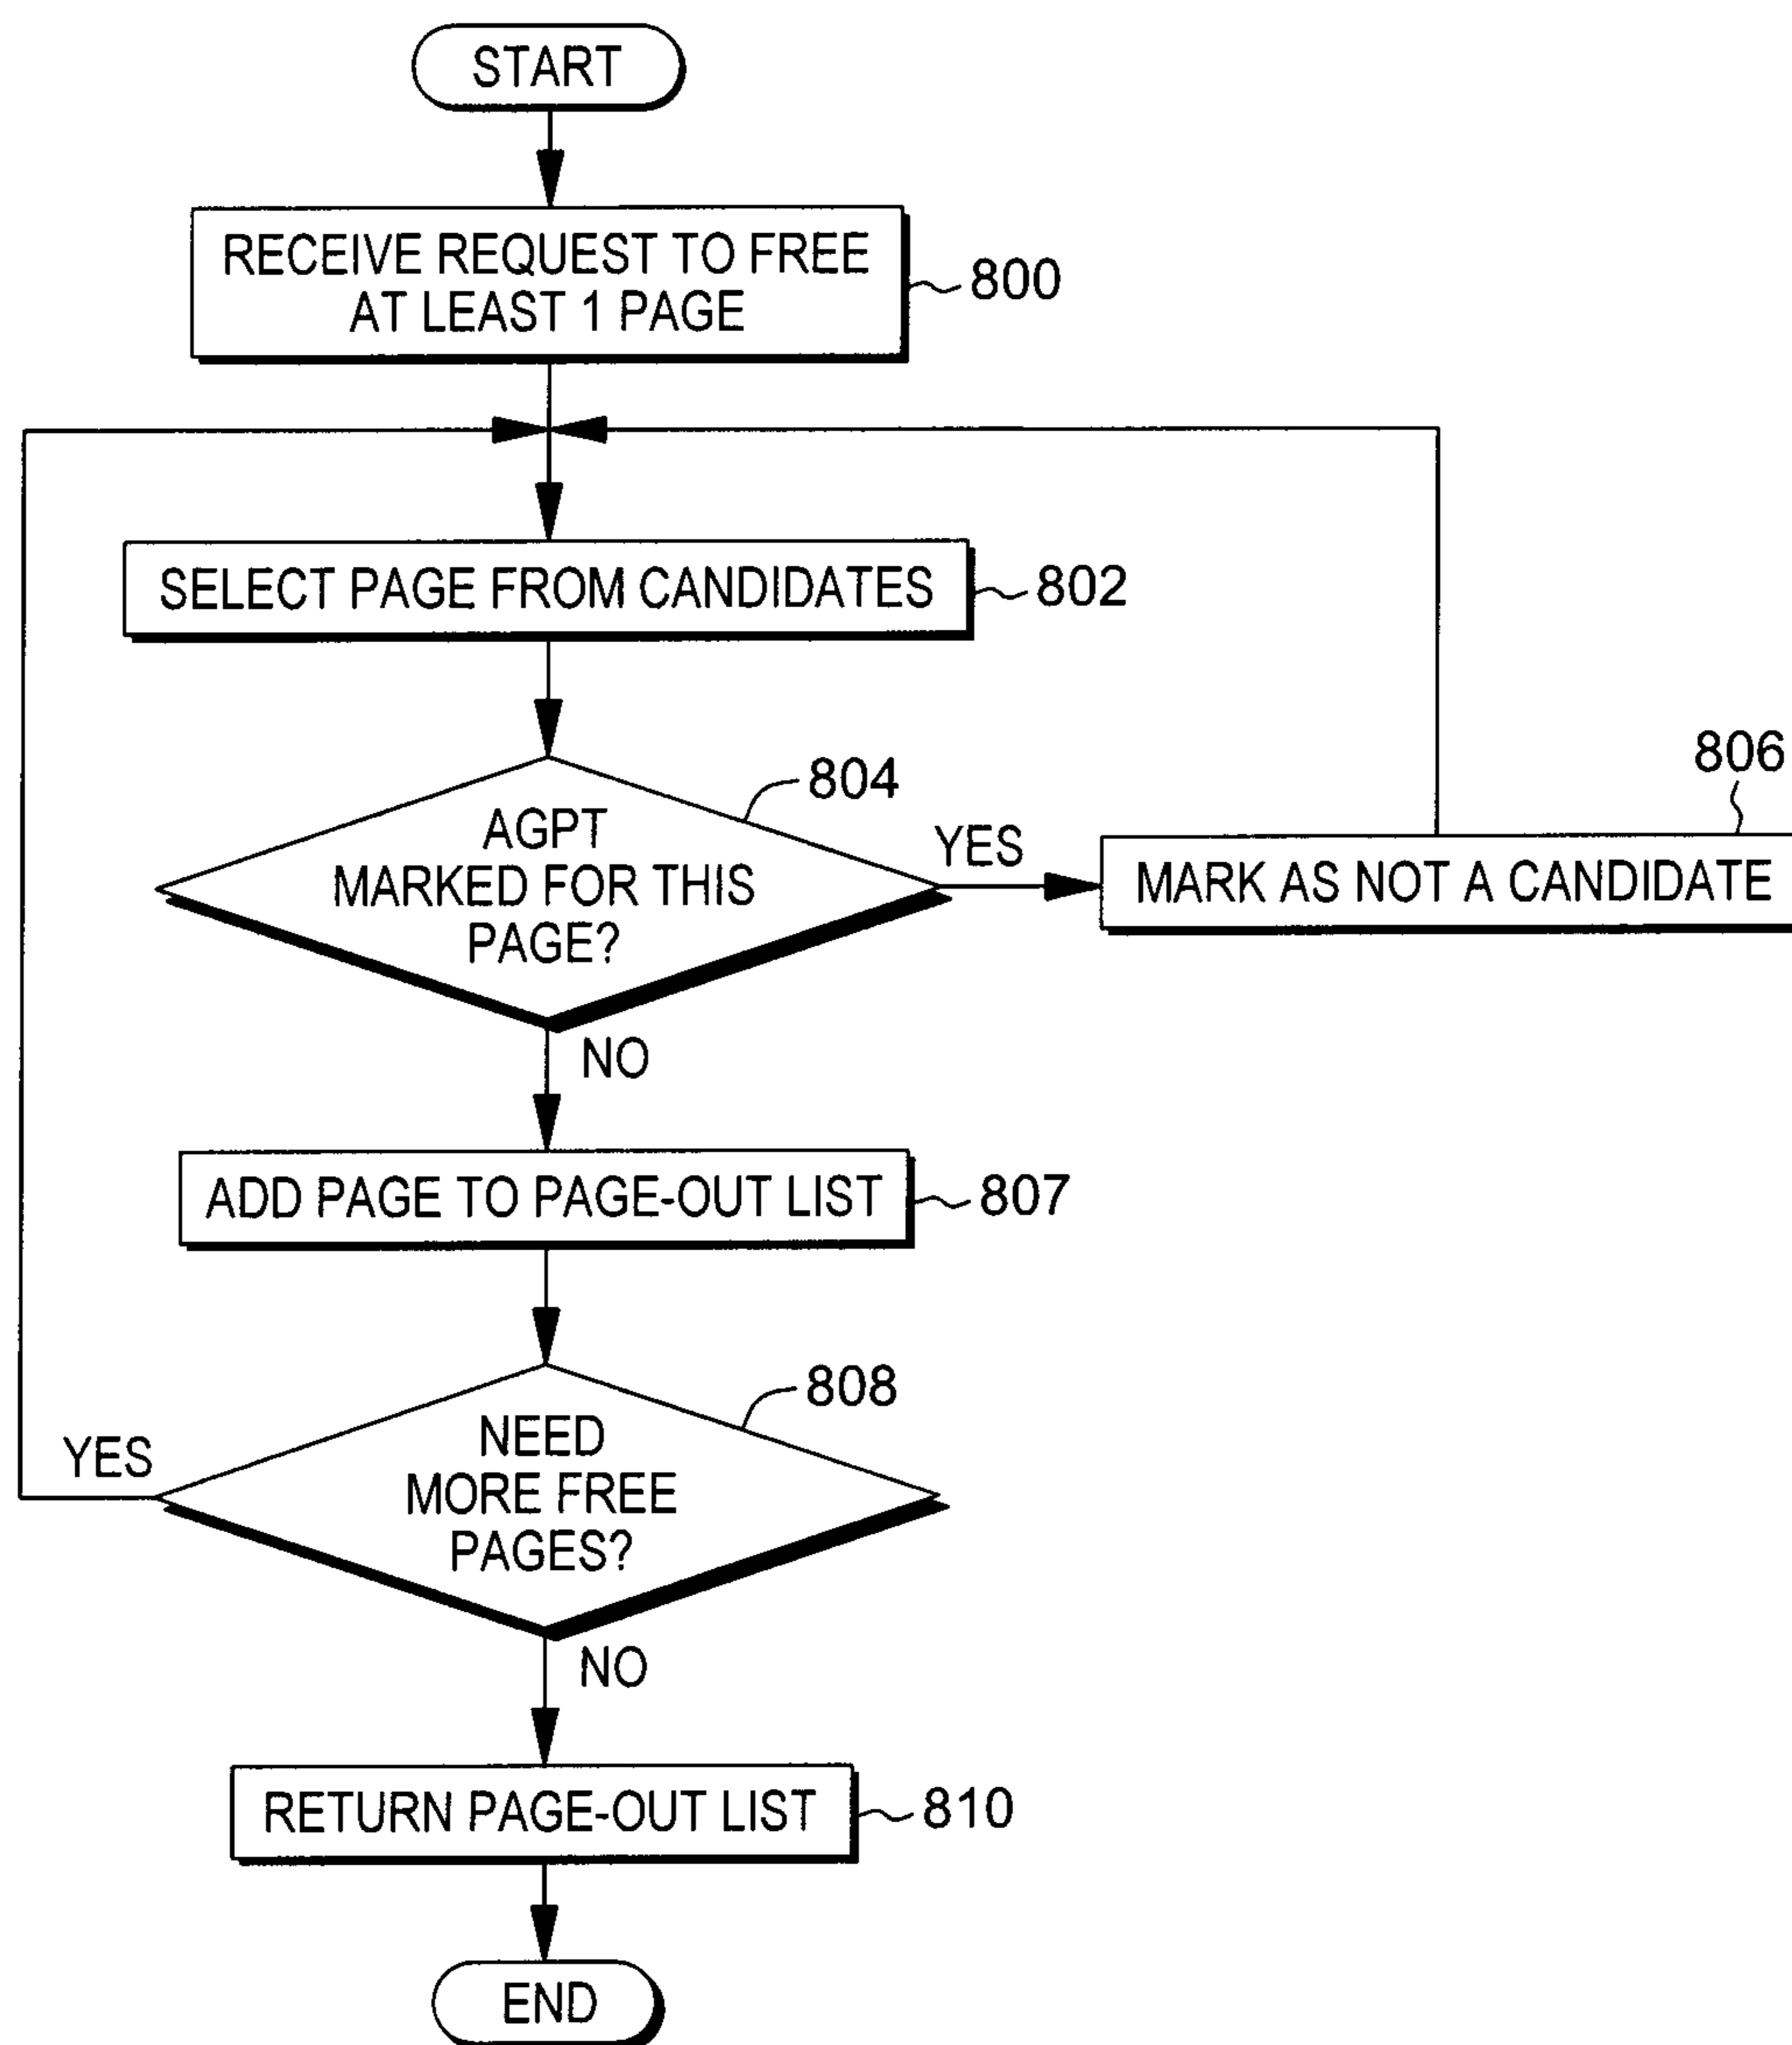 START
RECEIVE REQUEST TO FREE
AT LEAST 1 PAGE
800
SELECT PAGE FROM CANDIDATES
802
804
AGPT
MARKED FOR THIS
PAGE?
YES
806
MARK AS NOT A CANDIDATE
NO
ADD PAGE TO PAGE-OUT LIST
807
808
NEED
MORE FREE
PAGES?
YES
NO
RETURN PAGE-OUT LIST
810
END